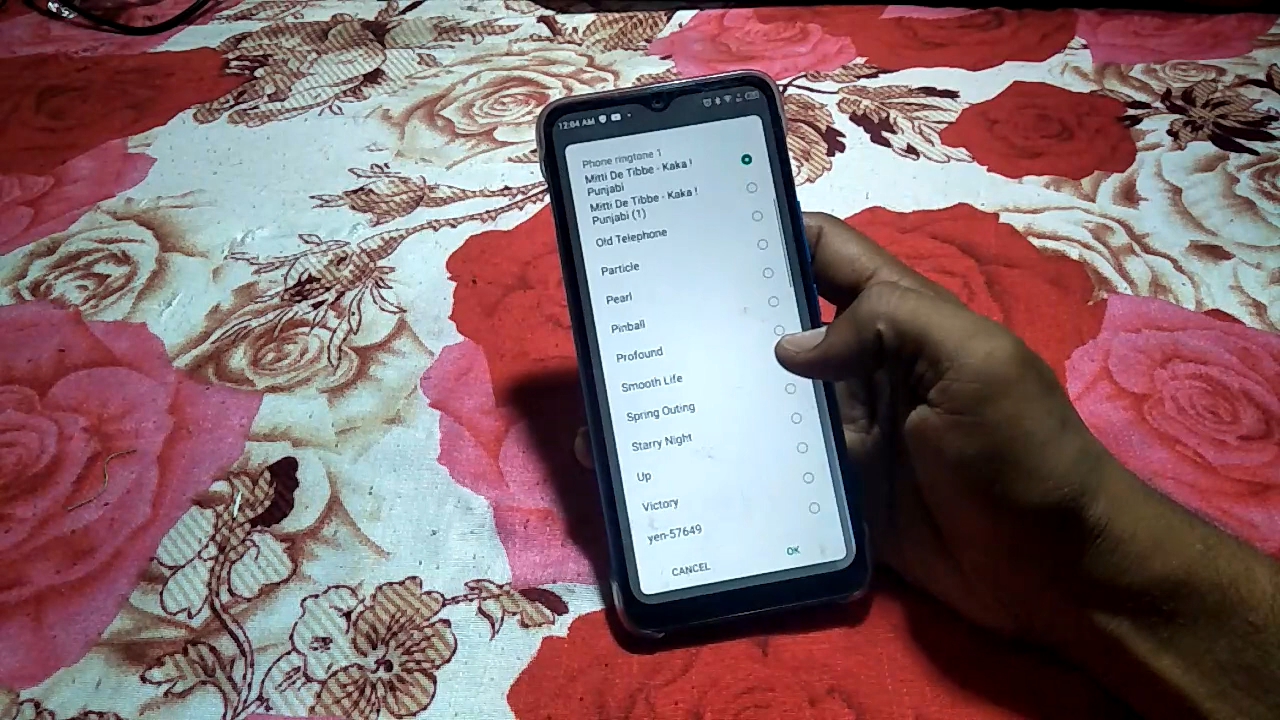 12:04 AM
Phone ringtone 1
Mitti De Tibbe - Kaka !
Punjabi
Mitti De Tibbe - Kaka !
Punjabi (1)
Old Telephone
Particle
Pearl
Pinball
Profound
Smooth Life
Spring Outing
Starry Night
Up
Victory
yen-57649
CANCEL
OK